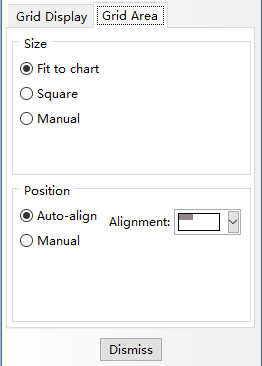 Grid Display Grid Area
Size
Fit to chart
Square
Manual
Position
Auto-align Alignment:
Manual
Dismiss